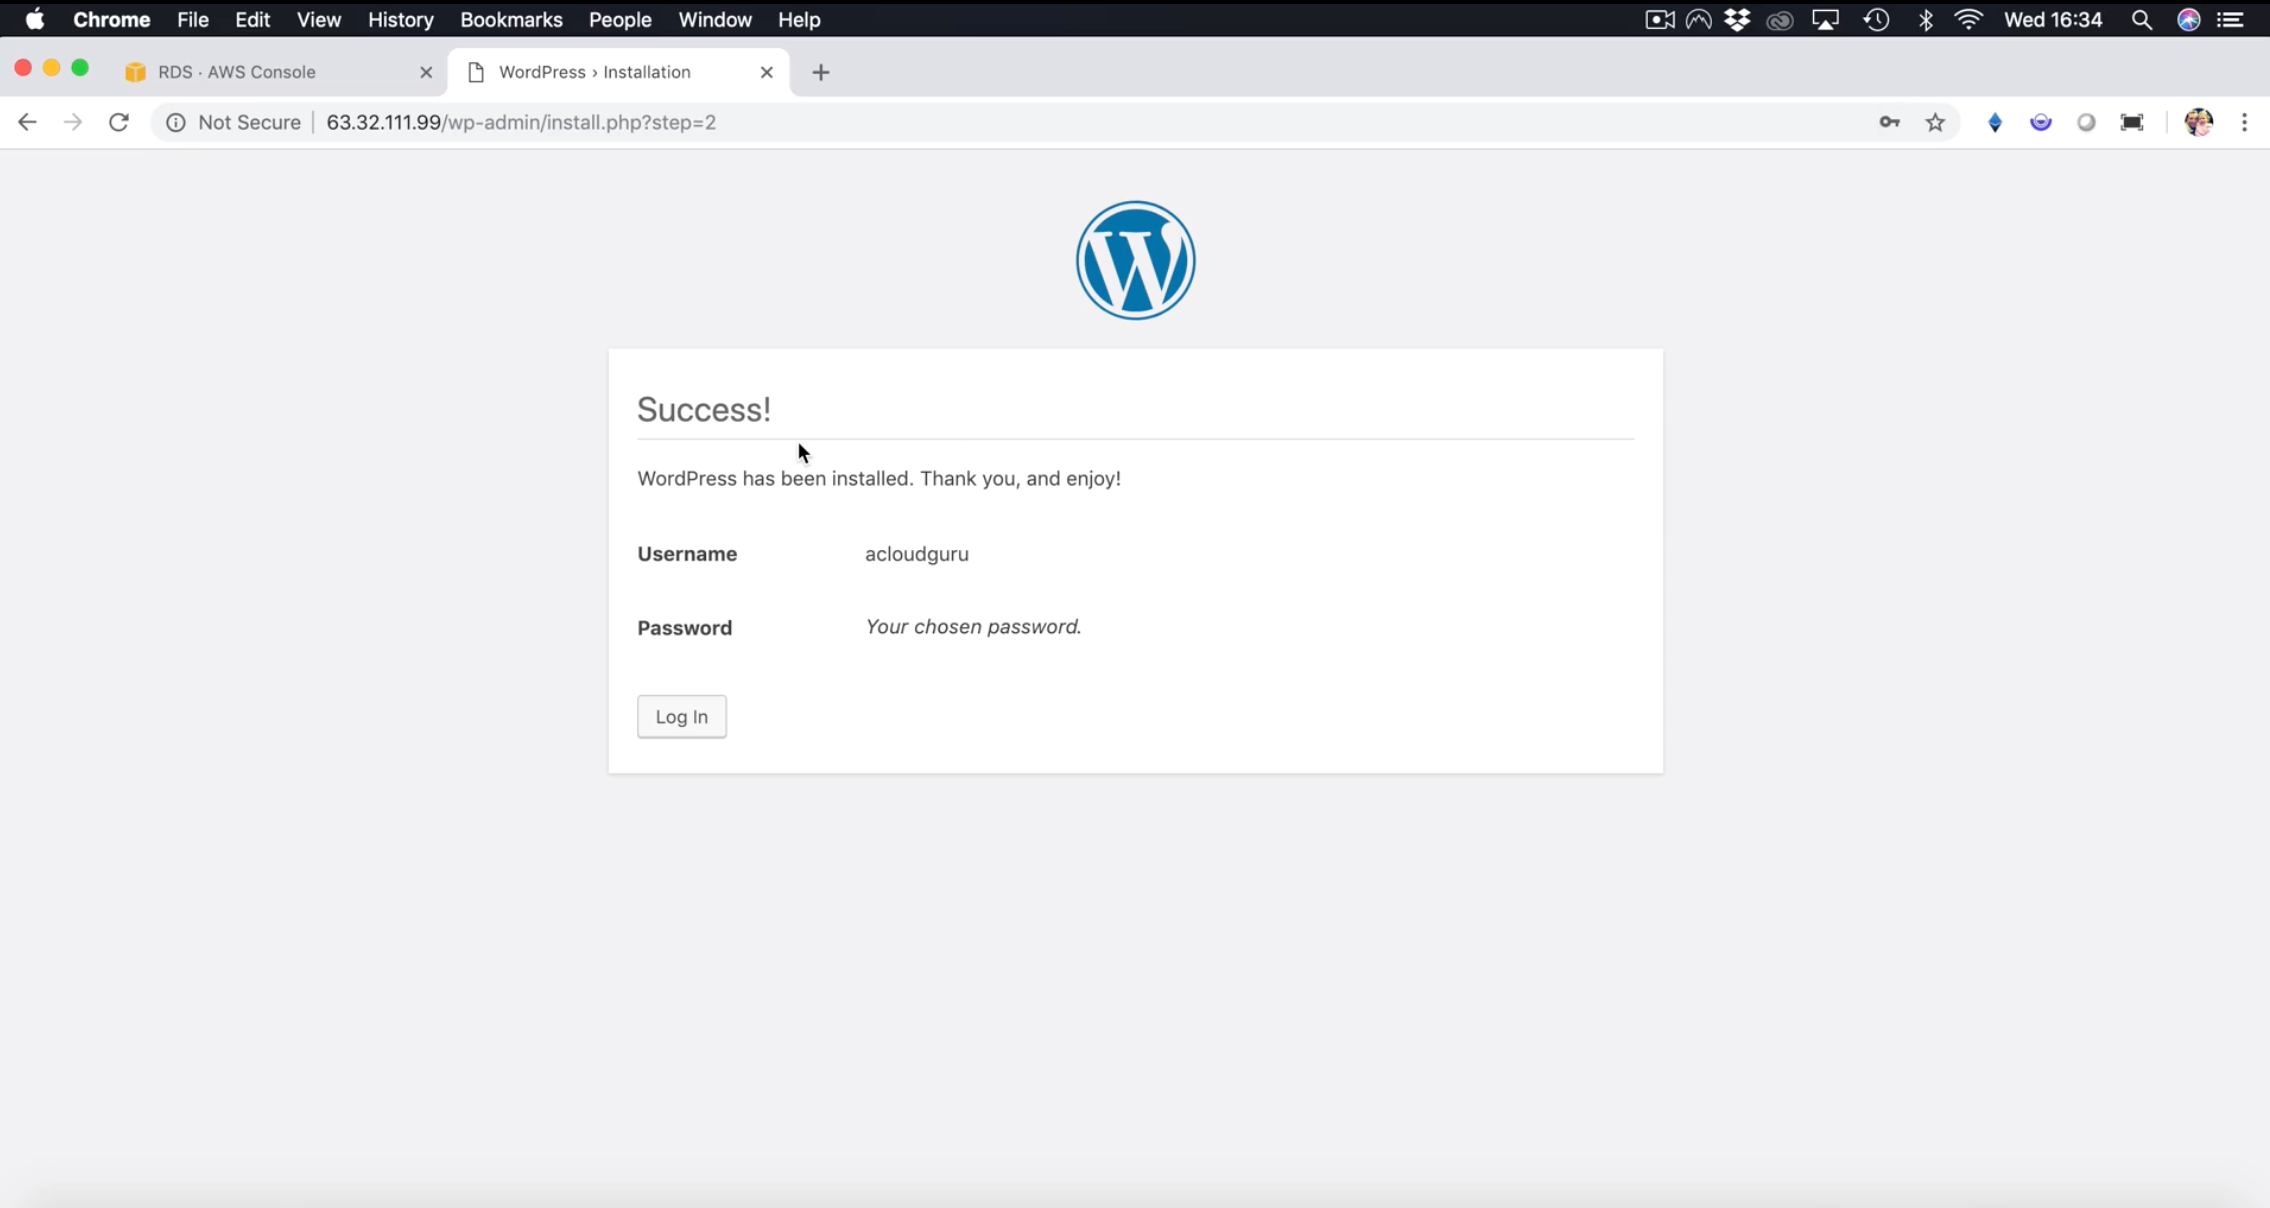 Chrome File Edit View History Bookmarks People Window Help Wed 16:34
RDS · AWS Console WordPress › Installation
Not Secure 63.32.111.99/wp-admin/install.php?step=2
Success!
WordPress has been installed. Thank you, and enjoy!
Username acloudguru
Password Your chosen password.
Log In